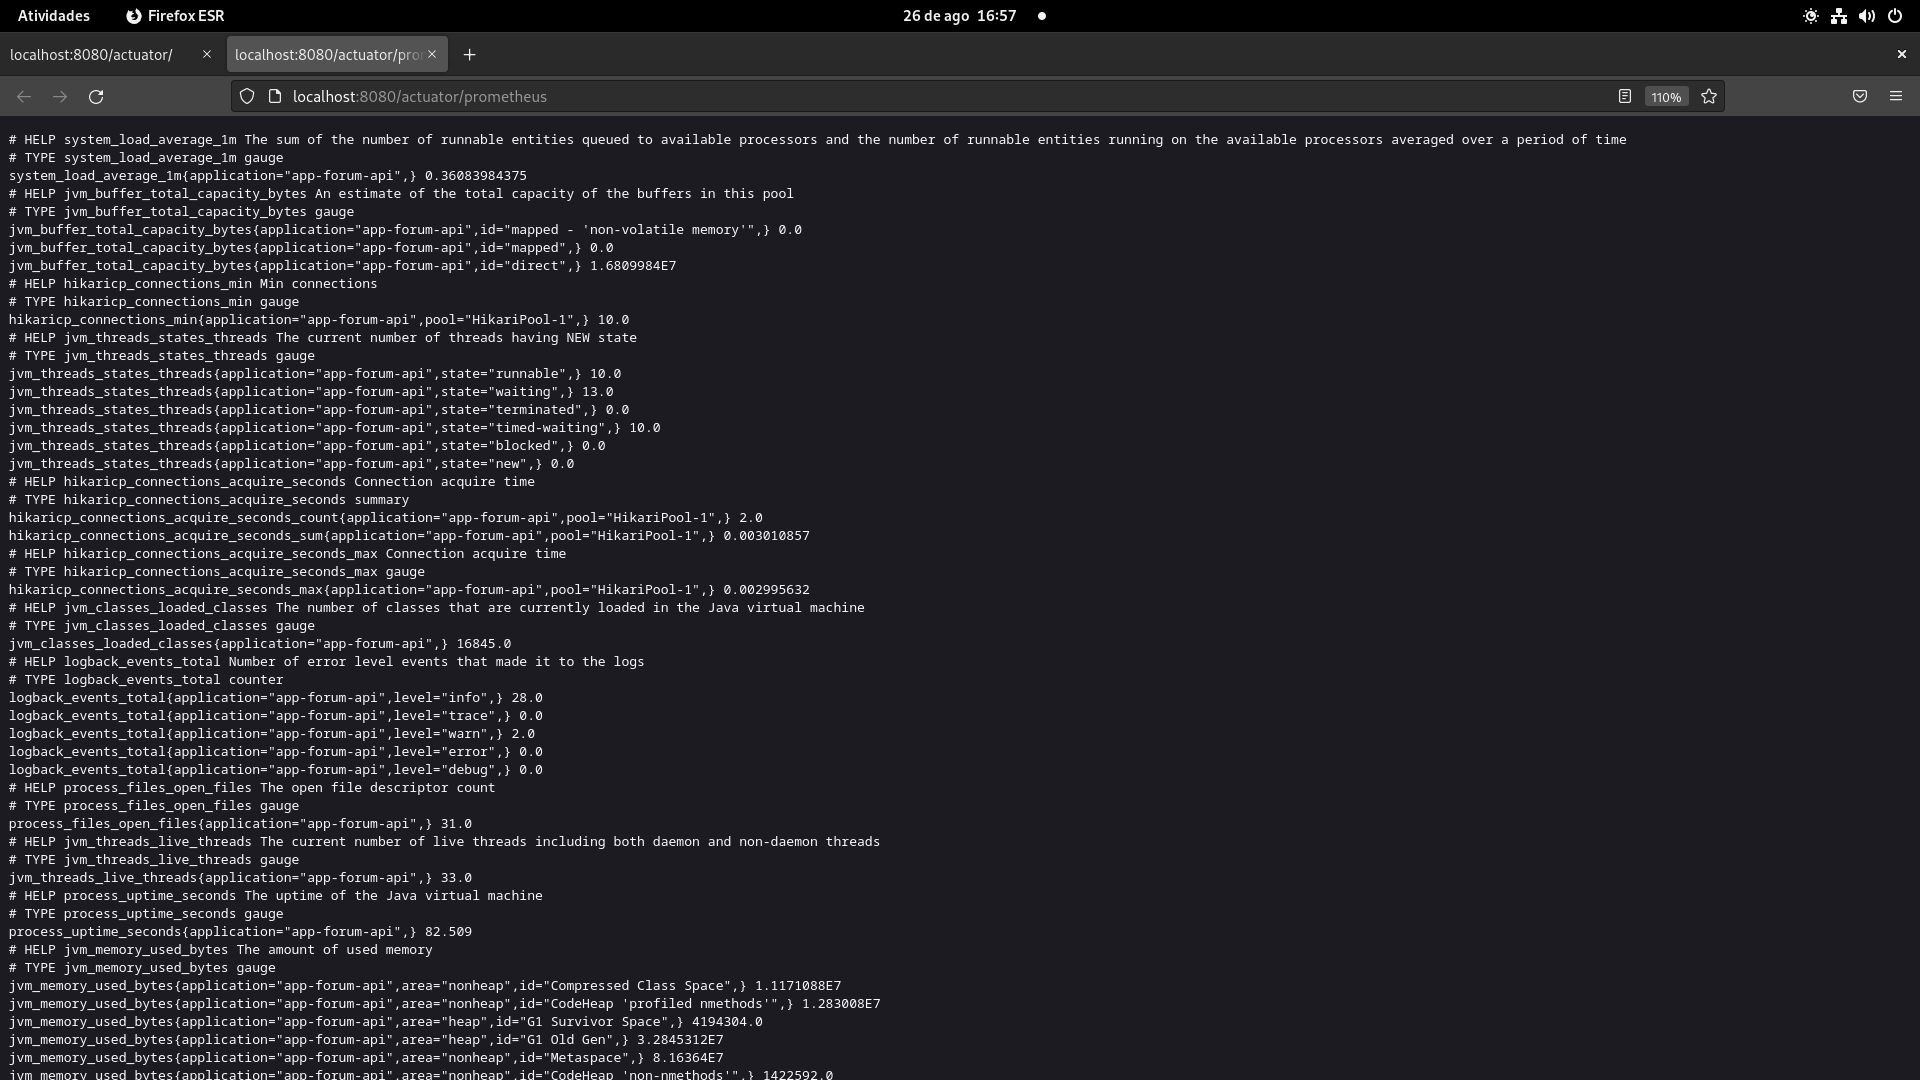 Atividades
Firefox ESR
26 de ago 16:57
localhost:8080/actuator/
localhost:8080/actuator/pro
localhost:8080/actuator/prometheus
110%
# HELP system_load_average_1m The sum of the number of runnable entities queued to available processors and the number of runnable entities running on the available processors averaged over a period of time
# TYPE system_load_average_1m gauge
system_load_average_1m{application="app-forum-api",} 0.36083984375
# HELP jvm_buffer_total_capacity_bytes An estimate of the total capacity of the buffers in this pool
# TYPE jvm_buffer_total_capacity_bytes gauge
jvm_buffer_total_capacity_bytes{application="app-forum-api",id="mapped - 'non-volatile memory'",} 0.0
jvm_buffer_total_capacity_bytes{application="app-forum-api",id="mapped",} 0.0
jvm_buffer_total_capacity_bytes{application="app-forum-api",id="direct",} 1.6809984E7
# HELP hikaricp_connections_min Min connections
# TYPE hikaricp_connections_min gauge
hikaricp_connections_min{application="app-forum-api",pool="HikariPool-1",} 10.0
# HELP jvm_threads_states_threads The current number of threads having NEW state
# TYPE jvm_threads_states_threads gauge
jvm_threads_states_threads{application="app-forum-api",state="runnable",} 10.0
jvm_threads_states_threads{application="app-forum-api",state="waiting",} 13.0
jvm_threads_states_threads{application="app-forum-api",state="terminated",} 0.0
jvm_threads_states_threads{application="app-forum-api",state="timed-waiting",} 10.0
jvm_threads_states_threads{application="app-forum-api",state="blocked",} 0.0
jvm_threads_states_threads{application="app-forum-api",state="new",} 0.0
# HELP hikaricp_connections_acquire_seconds Connection acquire time
# TYPE hikaricp_connections_acquire_seconds summary
hikaricp_connections_acquire_seconds_count{application="app-forum-api",pool="HikariPool-1",} 2.0
hikaricp_connections_acquire_seconds_sum{application="app-forum-api",pool="HikariPool-1",} 0.003010857
# HELP hikaricp_connections_acquire_seconds_max Connection acquire time
# TYPE hikaricp_connections_acquire_seconds_max gauge
hikaricp_connections_acquire_seconds_max{application="app-forum-api",pool="HikariPool-1",} 0.002995632
# HELP jvm_classes_loaded_classes The number of classes that are currently loaded in the Java virtual machine
# TYPE jvm_classes_loaded_classes gauge
jvm_classes_loaded_classes{application="app-forum-api",} 16845.0
# HELP logback_events_total Number of error level events that made it to the logs
# TYPE logback_events_total counter
logback_events_total{application="app-forum-api",level="info",} 28.0
logback_events_total{application="app-forum-api",level="trace",} 0.0
logback_events_total{application="app-forum-api",level="warn",} 2.0
logback_events_total{application="app-forum-api",level="error",} 0.0
logback_events_total{application="app-forum-api",level="debug",} 0.0
# HELP process_files_open_files The open file descriptor count
# TYPE process_files_open_files gauge
process_files_open_files{application="app-forum-api",} 31.0
# HELP jvm_threads_live_threads The current number of live threads including both daemon and non-daemon threads
# TYPE jvm_threads_live_threads gauge
jvm_threads_live_threads{application="app-forum-api",} 33.0
# HELP process_uptime_seconds The uptime of the Java virtual machine
# TYPE process_uptime_seconds gauge
process_uptime_seconds{application="app-forum-api",} 82.509
# HELP jvm_memory_used_bytes The amount of used memory
# TYPE jvm_memory_used_bytes gauge
jvm_memory_used_bytes{application="app-forum-api",area="nonheap",id="Compressed Class Space",} 1.1171088E7
jvm_memory_used_bytes{application="app-forum-api",area="nonheap",id="CodeHeap 'profiled nmethods'",} 1.283008E7
jvm_memory_used_bytes{application="app-forum-api",area="heap",id="G1 Survivor Space",} 4194304.0
jvm_memory_used_bytes{application="app-forum-api",area="heap",id="G1 Old Gen",} 3.2845312E7
jvm_memory_used_bytes{application="app-forum-api",area="nonheap",id="Metaspace",} 8.16364E7
jvm_memory_used_bytes{application="app-forum-api",area="nonheap",id="CodeHeap 'non-nmethods'",} 1422592.0